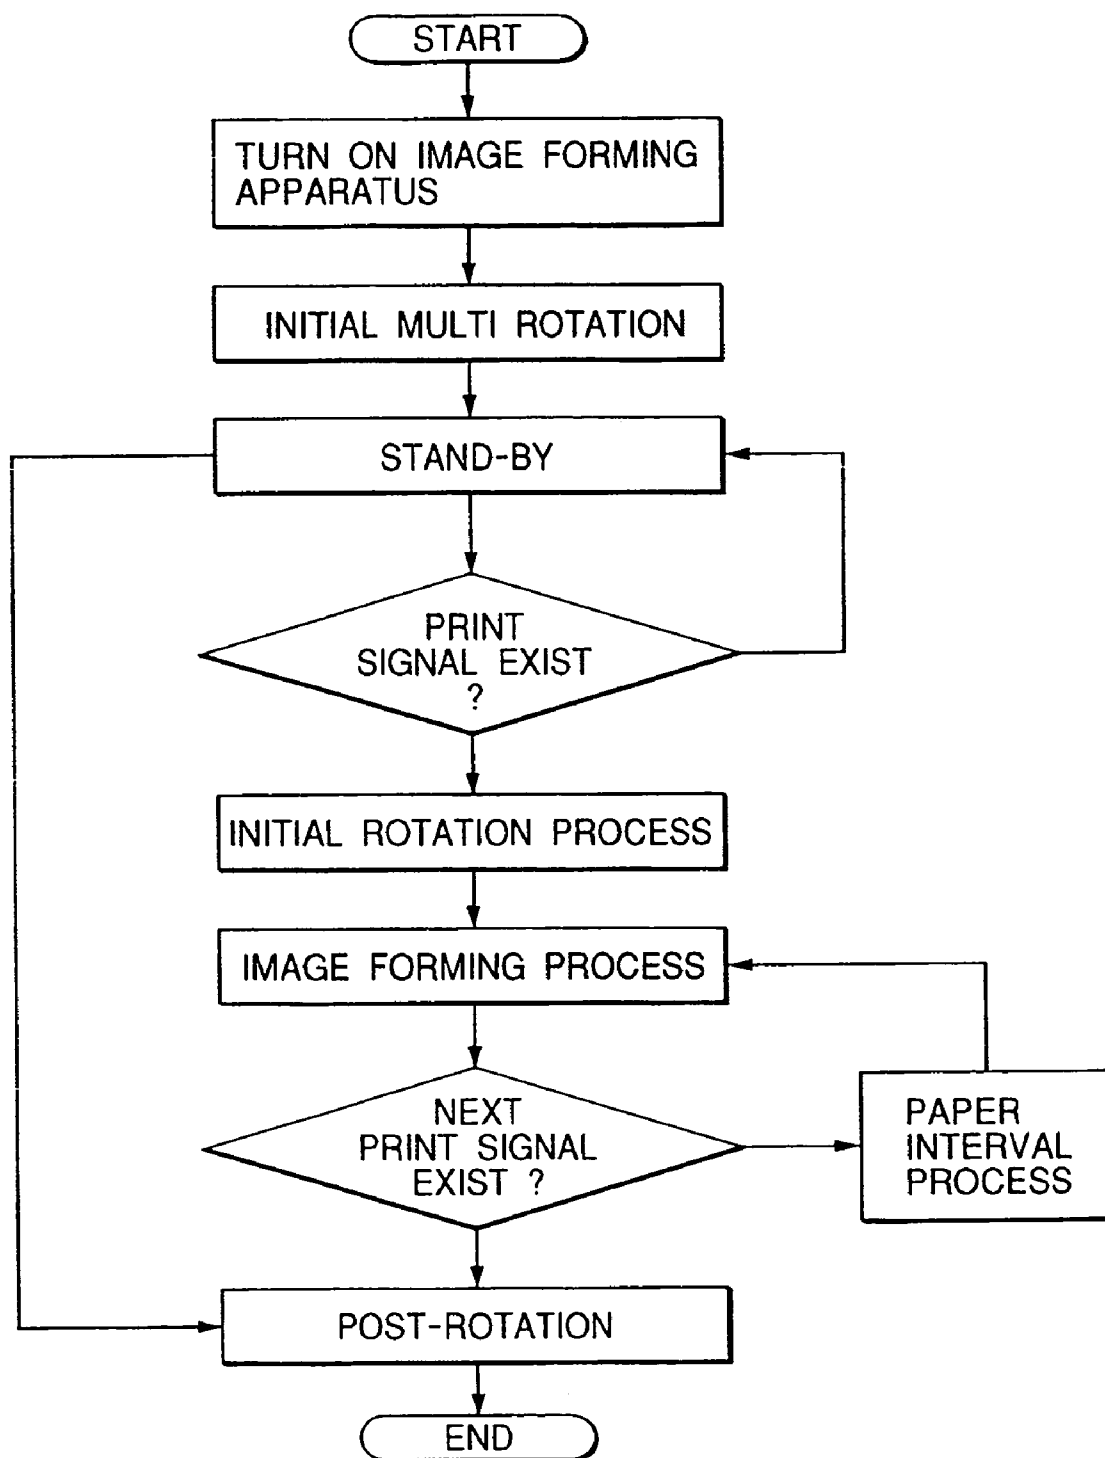 START
TURN ON IMAGE FORMING
APPARATUS
INITIAL MULTI ROTATION
STAND-BY
PRINT
SIGNAL EXIST
?
INITIAL ROTATION PROCESS
IMAGE FORMING PROCESS
NEXT
PRINT SIGNAL
EXIST ?
PAPER
INTERVAL
PROCESS
POST-ROTATION
END